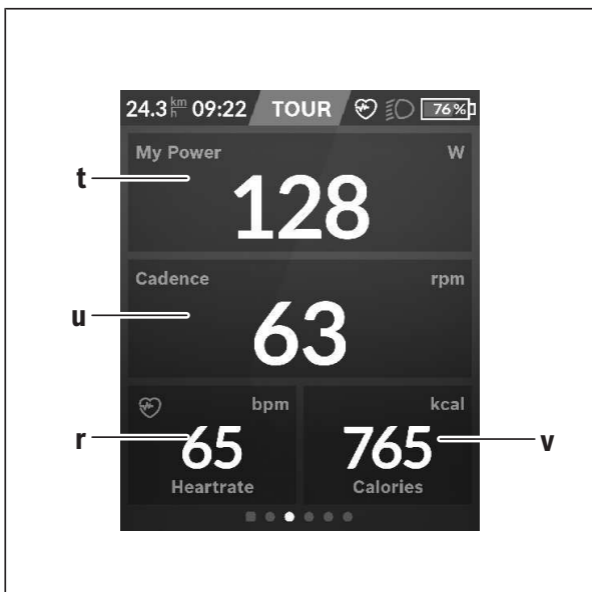 24.3 km/h 09:22 TOUR 76%
My Power W
t
128
Cadence rpm
u
63
bpm kcal
r 65 765 v
Heartrate Calories